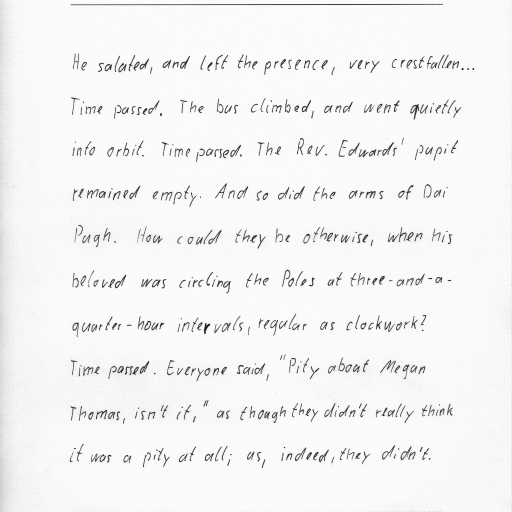 He saluted, and left the presence, very crestfallen...
Time passed. The bus climbed, and went quietly
into orbit. Time passed. The Rev. Edwards' pupit
remained empty. And so did the arms of Dai
Pugh. How could they be otherwise, when his
beloved was circling the Poles at three-and-a-
quarter-hour intervals, regular as clockwork?
Time passed. Everyone said, "Pity about Megan
Thomas, isn't it," as though they didn't really think
it was a pity at all; as, indeed, they didn't.